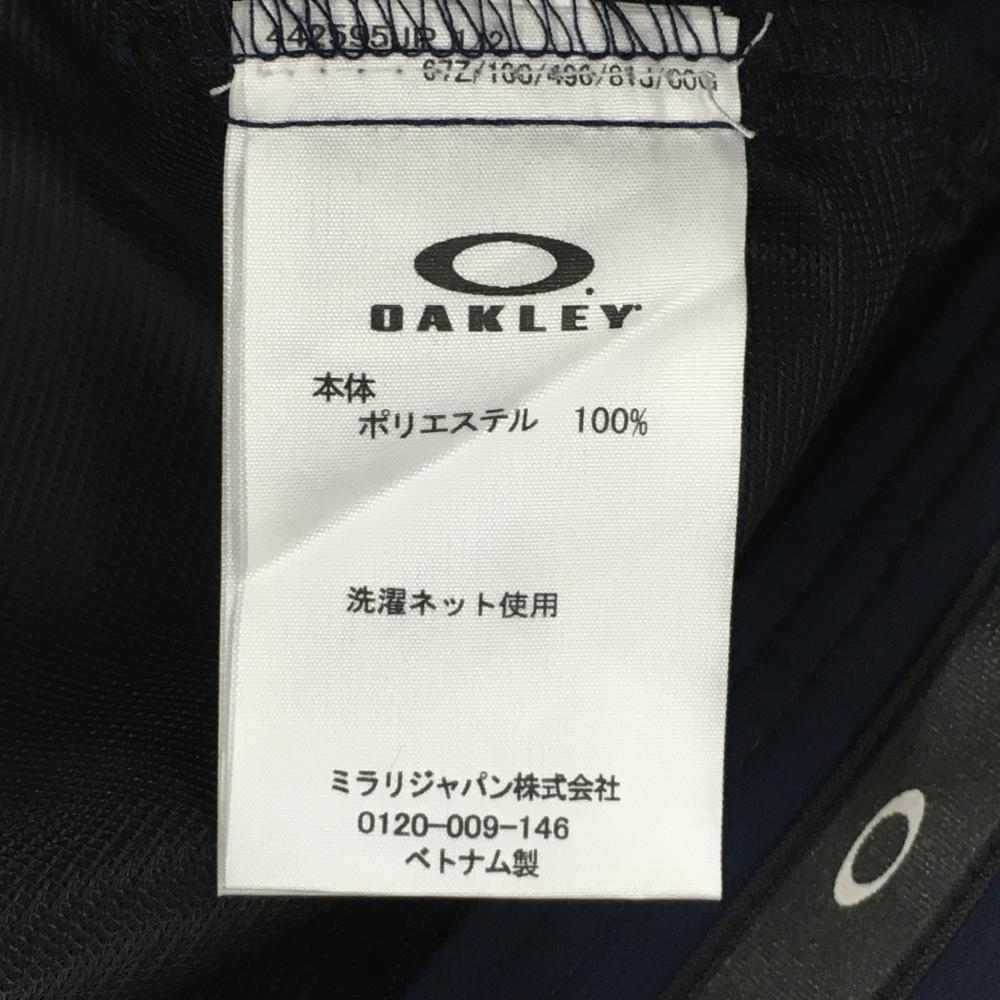 442595JP
OAKLEY
本体
ポリエステル 100%
洗濯ネット使用
ミラリジャパン株式会社
0120-009-146
ベトナム製